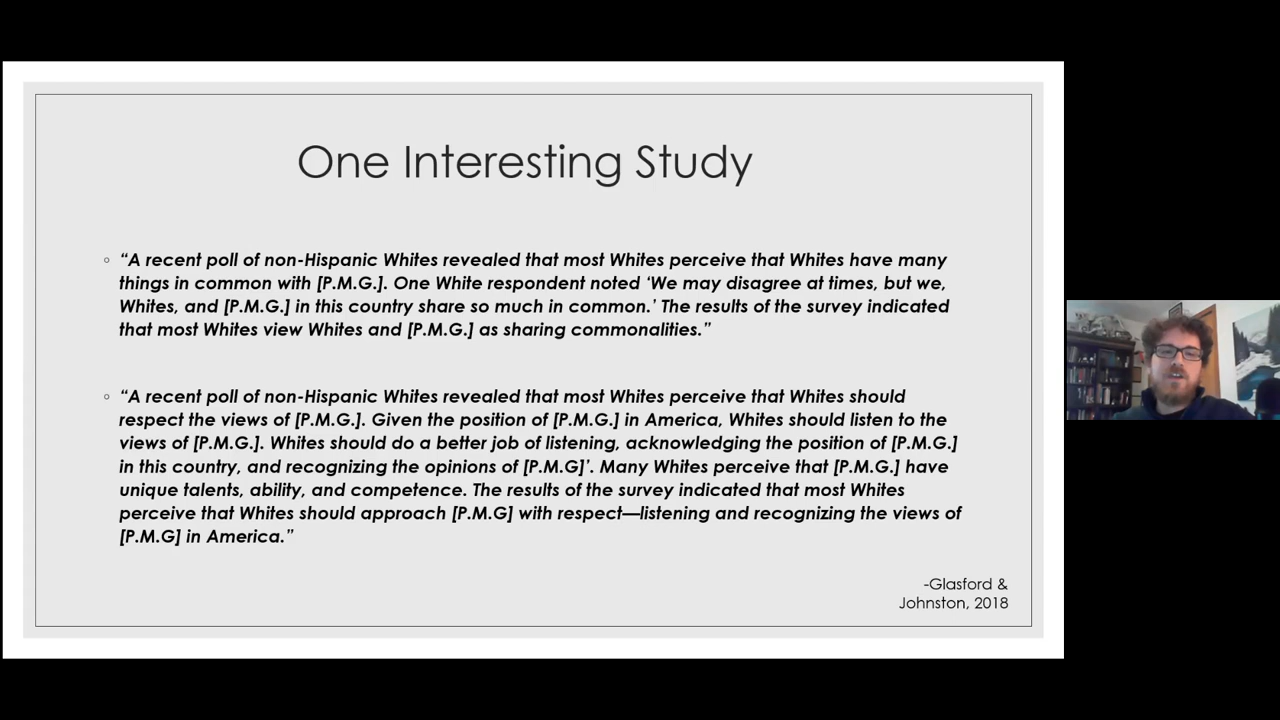 One Interesting Study
“A recent poll of non-Hispanic Whites revealed that most Whites perceive that Whites have many
things in common with [P.M.G.]. One White respondent noted ‘We may disagree at times, but we,
Whites, and [P.M.G.] in this country share so much in common.’ The results of the survey indicated
that most Whites view Whites and [P.M.G.] as sharing commonalities.”
“A recent poll of non-Hispanic Whites revealed that most Whites perceive that Whites should
respect the views of [P.M.G.]. Given the position of [P.M.G.] in America, Whites should listen to the
views of [P.M.G.]. Whites should do a better job of listening, acknowledging the position of [P.M.G.]
in this country, and recognizing the opinions of [P.M.G]’. Many Whites perceive that [P.M.G.] have
unique talents, ability, and competence. The results of the survey indicated that most Whites
perceive that Whites should approach [P.M.G] with respect—listening and recognizing the views of
[P.M.G] in America.”
-Glasford &
Johnston, 2018